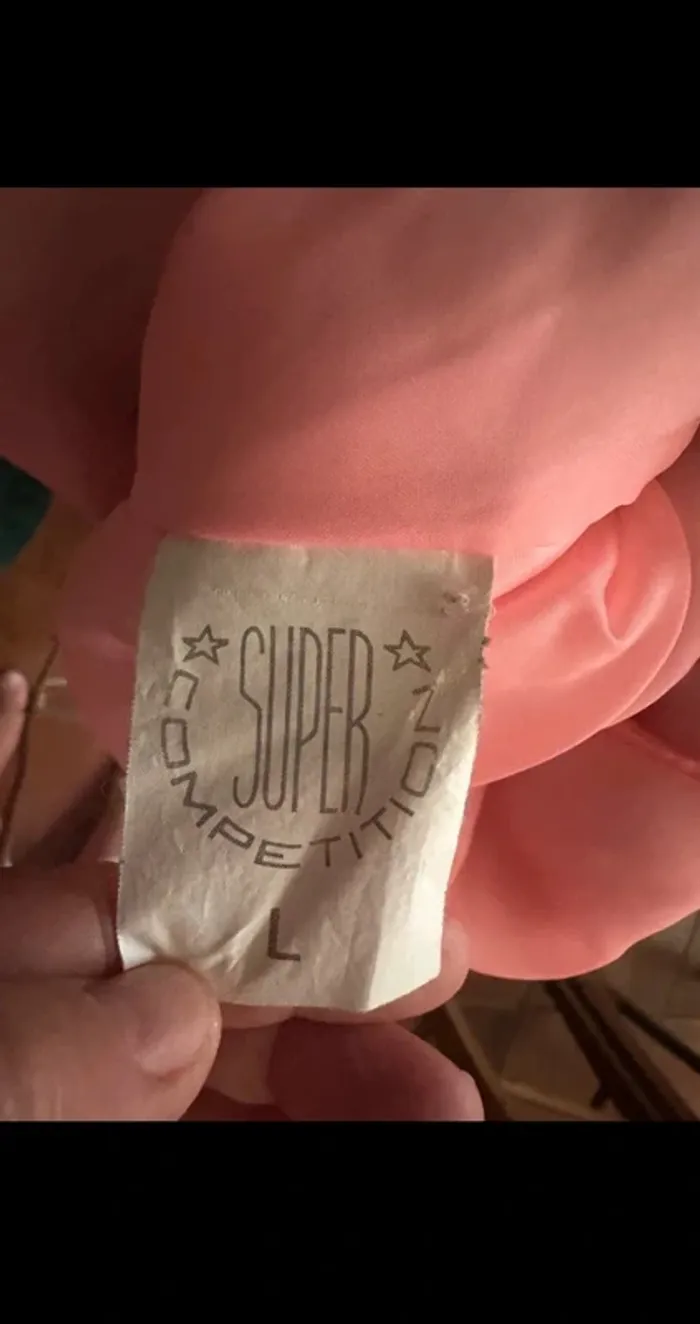 ☆ SUPER ☆
COMPETITION
L